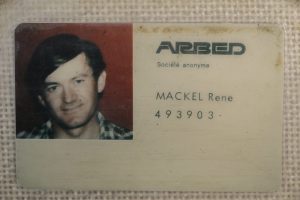 ARBED
Société anonyme
MACKEL Rene
493903